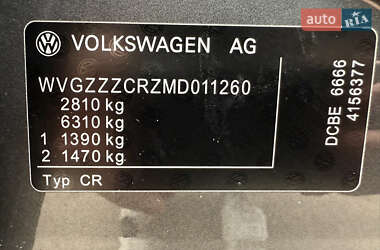 VOLKSWAGEN AG
WVGZZZCRZMD011260
2810 kg
6310 kg
1 1390 kg
2 1470 kg
Typ CR
DCBE 6666
4156377
auto RIA